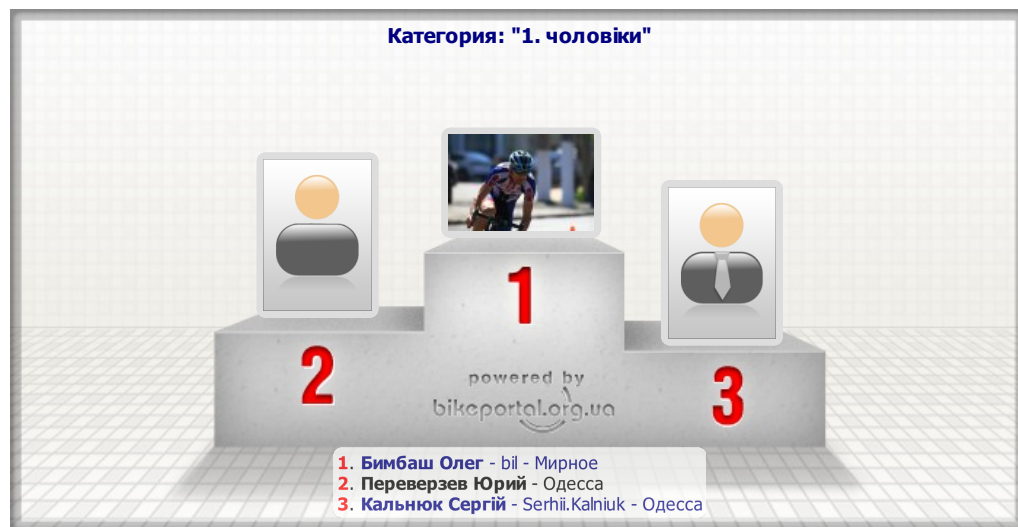 Категория: "1. чоловіки"
1
2
3
powered by
bikeportal.org.ua
1. Бимбаш Олег - bil - Мирное
2. Переверзев Юрий - Одесса
3. Кальнюк Сергій - Serhii.Kalniuk - Одесса